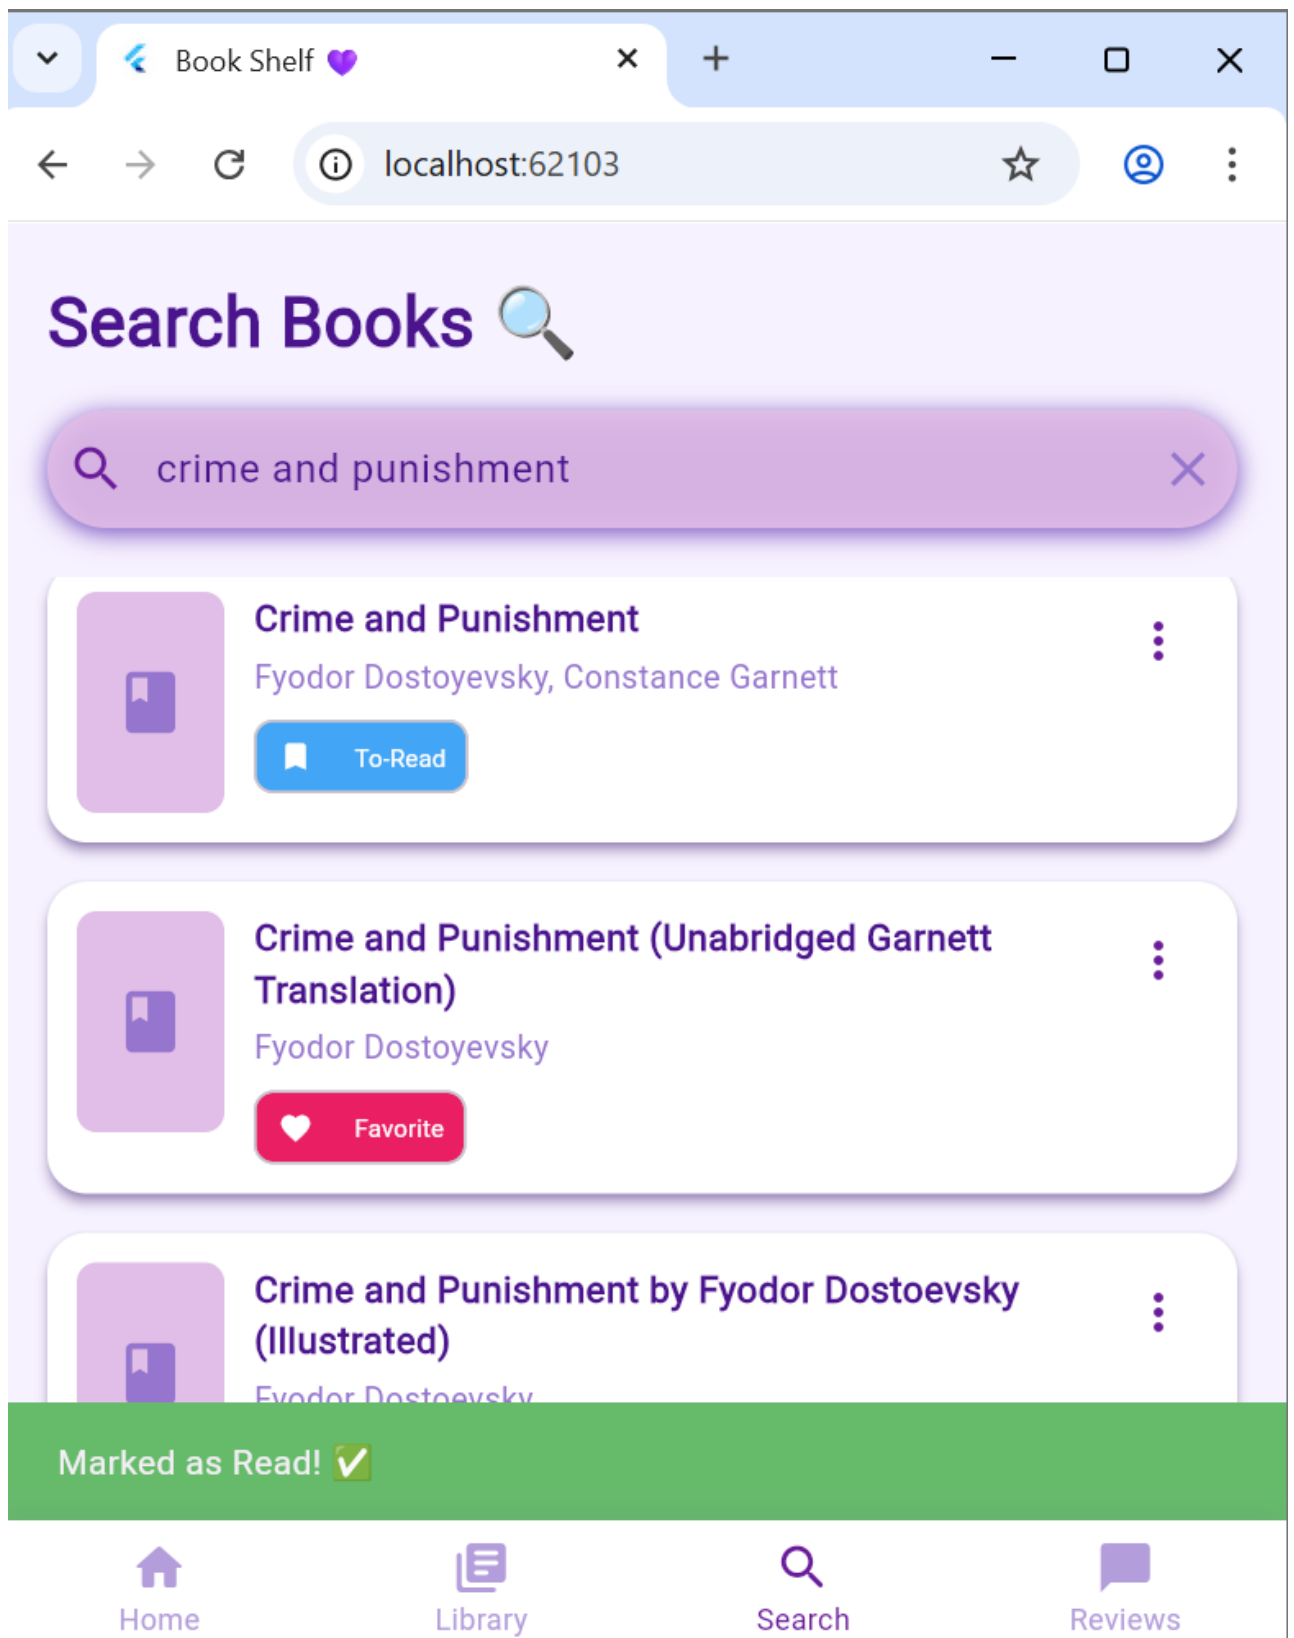 Book Shelf 💜
localhost:62103
Search Books 🔍
crime and punishment
Crime and Punishment
Fyodor Dostoyevsky, Constance Garnett
To-Read
Crime and Punishment (Unabridged Garnett
Translation)
Fyodor Dostoyevsky
Favorite
Crime and Punishment by Fyodor Dostoevsky
(Illustrated)
Fyodor Dostoevsky
Marked as Read! ✅
Home
Library
Search
Reviews